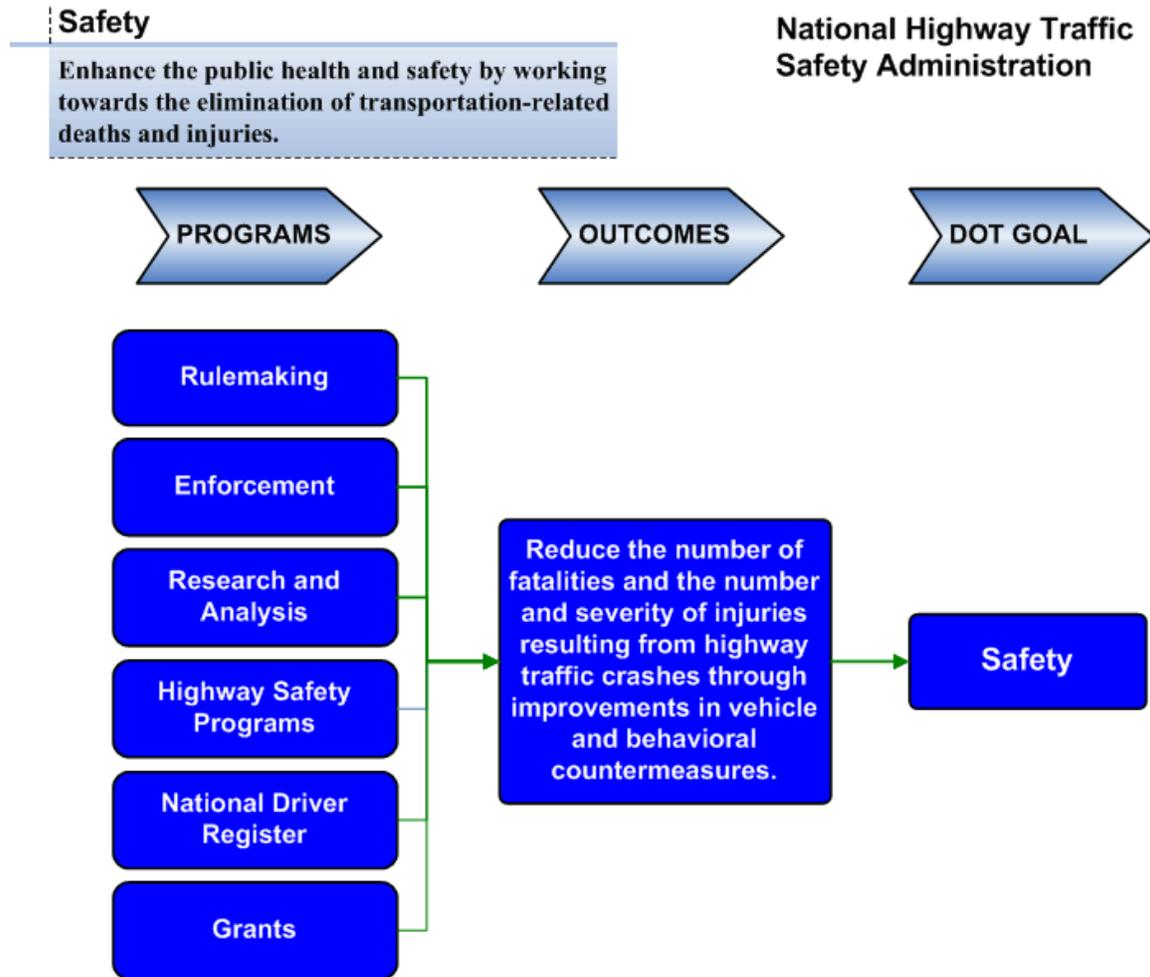 Safety
National Highway Traffic
Safety Administration
Enhance the public health and safety by working
towards the elimination of transportation-related
deaths and injuries.
PROGRAMS
OUTCOMES
DOT GOAL
Rulemaking
Enforcement
Research and
Analysis
Highway Safety
Programs
National Driver
Register
Grants
Reduce the number of
fatalities and the number
and severity of injuries
resulting from highway
traffic crashes through
improvements in vehicle
and behavioral
countermeasures.
Safety